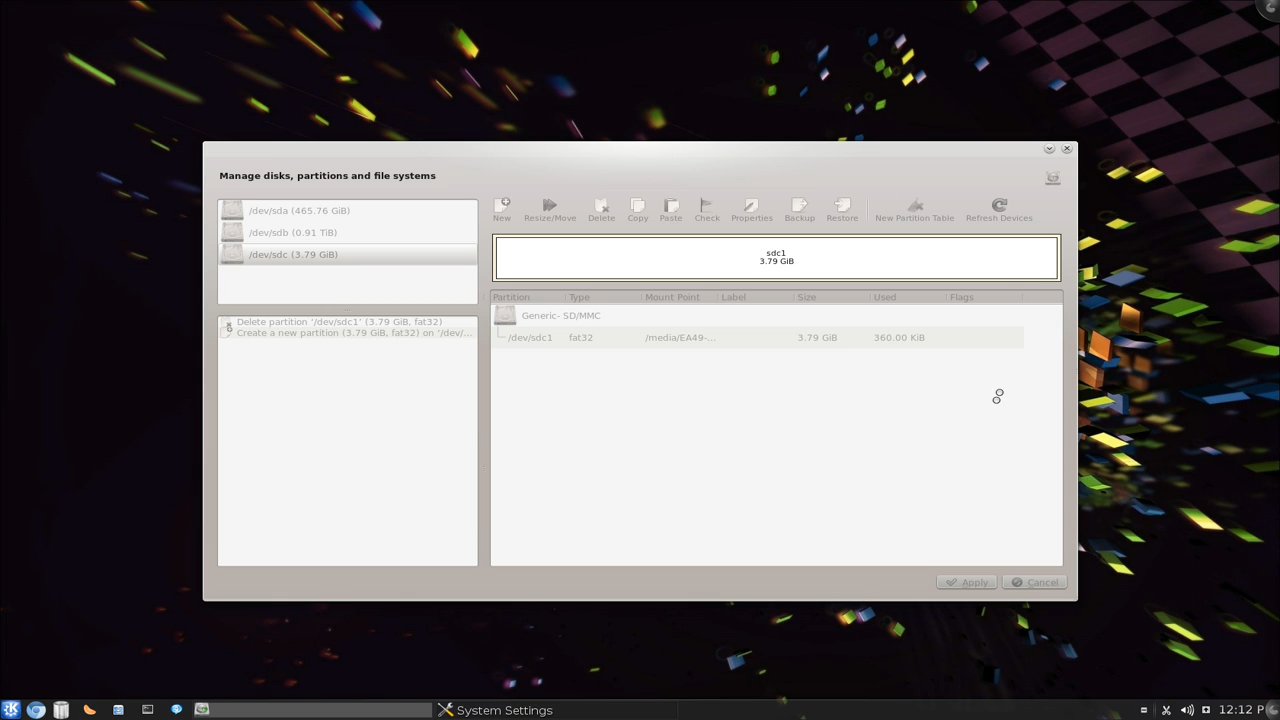 Manage disks, partitions and file systems
/dev/sda (465.76 GiB)
/dev/sdb (0.91 TiB)
/dev/sdc (3.79 GiB)
Delete partition '/dev/sdc1' (3.79 GiB, fat32)
Create a new partition (3.79 GiB, fat32) on '/dev/...
New Resize/Move Delete Copy Paste Check Properties Backup Restore New Partition Table Refresh Devices
sdc1
3.79 GiB
Partition Type Mount Point Label Size Used Flags
Generic- SD/MMC
/dev/sdc1 fat32 /media/EA49-... 3.79 GiB 360.00 KiB
Apply Cancel
System Settings 12:12 P